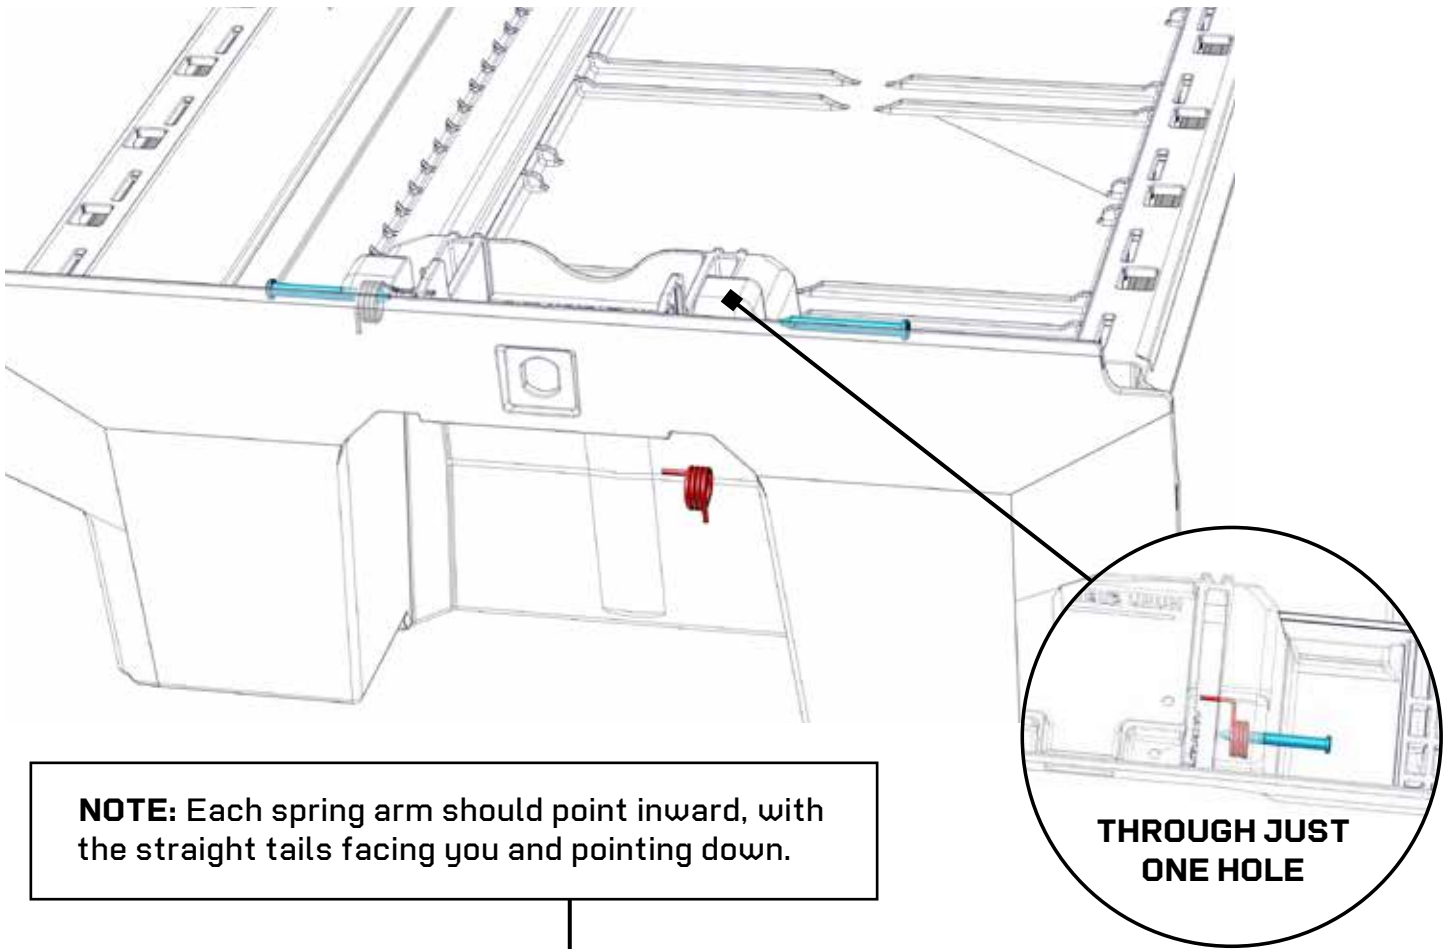 NOTE: Each spring arm should point inward, with
the straight tails facing you and pointing down.
THROUGH JUST
ONE HOLE